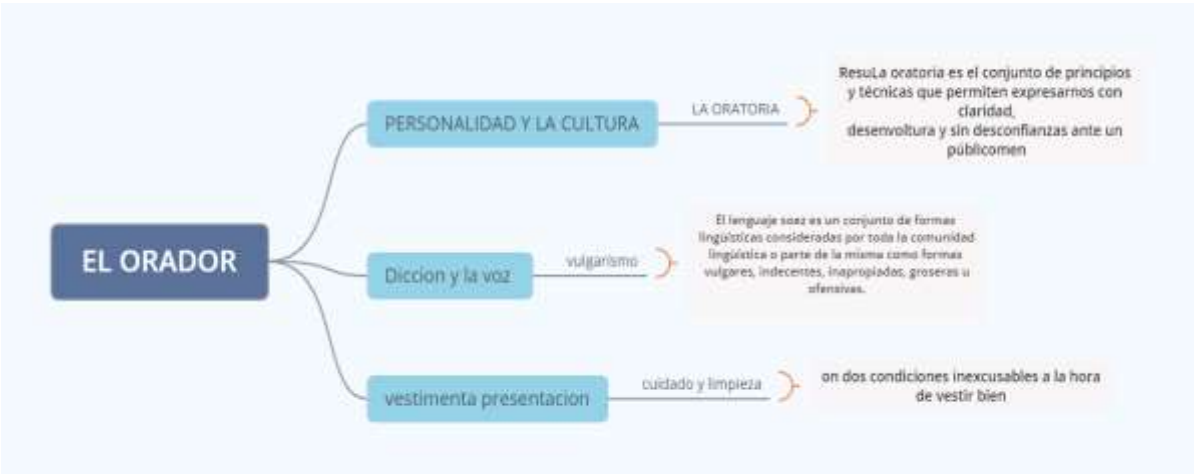 EL ORADOR
PERSONALIDAD Y LA CULTURA
LA ORATORIA
ResuLa oratoria es el conjunto de principios
y técnicas que permiten expresarnos con
claridad,
desenvoltura y sin desconfianzas ante un
públicomen
Diccion y la voz
vulgarismo
El lenguaje soez es un conjunto de formas
lingüísticas consideradas por toda la comunidad
lingüística o parte de la misma como formas
vulgares, indecentes, inapropiadas, groseras u
ofensivas.
vestimenta presentacion
cuidado y limpieza
on dos condiciones inexcusables a la hora
de vestir bien